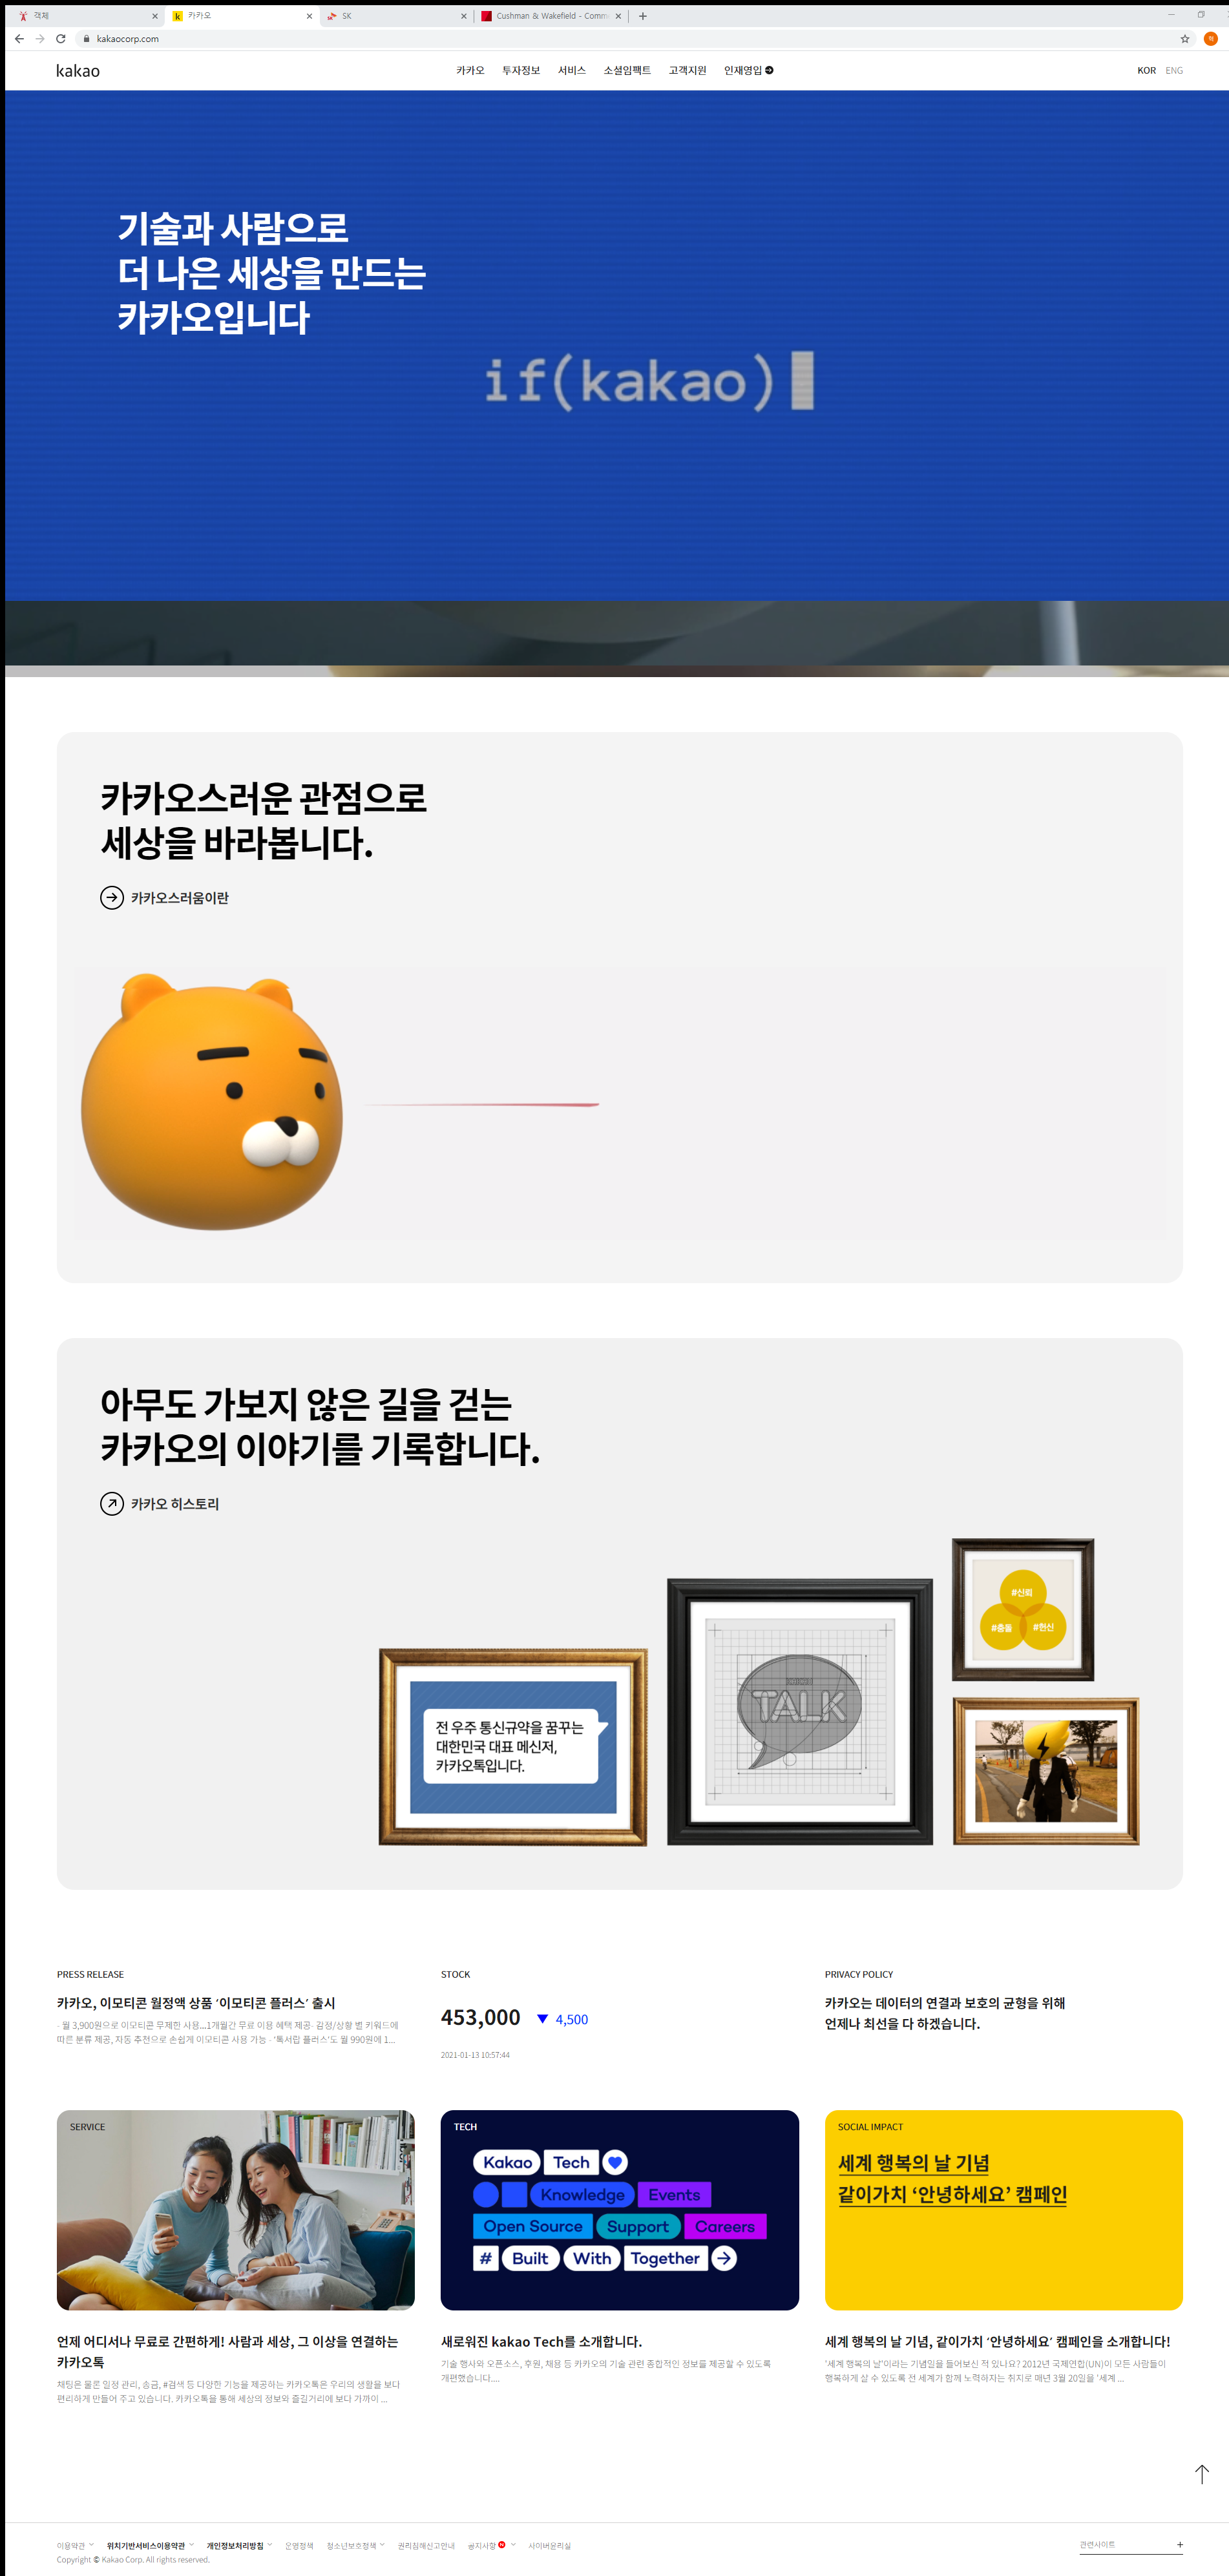 객체
카카오
SK
Cushman & Wakefield - Comm
kakaocorp.com
kakao
카카오 투자정보 서비스 소셜임팩트 고객지원 인재영입
KOR ENG
기술과 사람으로
더 나은 세상을 만드는
카카오입니다
if(kakao)
카카오스러운 관점으로
세상을 바라봅니다.
카카오스러움이란
아무도 가보지 않은 길을 걷는
카카오의 이야기를 기록합니다.
카카오 히스토리
#신뢰
#충돌 #헌신
TALK
전 우주 통신규약을 꿈꾸는
대한민국 대표 메신저,
카카오톡입니다.
PRESS RELEASE
카카오, 이모티콘 월정액 상품 ‘이모티콘 플러스’ 출시
- 월 3,900원으로 이모티콘 무제한 사용...1개월간 무료 이용 혜택 제공- 감정/상황 별 키워드에
따른 분류 제공, 자동 추천으로 손쉽게 이모티콘 사용 가능 - ‘톡서랍 플러스’도 월 990원에 1...
STOCK
453,000 ▼ 4,500
2021-01-13 10:57:44
PRIVACY POLICY
카카오는 데이터의 연결과 보호의 균형을 위해
언제나 최선을 다 하겠습니다.
SERVICE
언제 어디서나 무료로 간편하게! 사람과 세상, 그 이상을 연결하는
카카오톡
채팅은 물론 일정 관리, 송금, #검색 등 다양한 기능을 제공하는 카카오톡은 우리의 생활을 보다
편리하게 만들어 주고 있습니다. 카카오톡을 통해 세상의 정보와 즐길거리에 보다 가까이 ...
TECH
Kakao Tech
Knowledge Events
Open Source Support Careers
# Built With Together
새로워진 kakao Tech를 소개합니다.
기술 행사와 오픈소스, 후원, 채용 등 카카오의 기술 관련 종합적인 정보를 제공할 수 있도록
개편했습니다....
SOCIAL IMPACT
세계 행복의 날 기념
같이가치 ‘안녕하세요’ 캠페인
세계 행복의 날 기념, 같이가치 ‘안녕하세요’ 캠페인을 소개합니다!
'세계 행복의 날'이라는 기념일을 들어보신 적 있나요? 2012년 국제연합(UN)이 모든 사람들이
행복하게 살 수 있도록 전 세계가 함께 노력하자는 취지로 매년 3월 20일을 '세계 ...
이용약관 위치기반서비스이용약관 개인정보처리방침 운영정책 청소년보호정책 권리침해신고안내 공지사항 N 사이버윤리실
관련사이트 +
Copyright © Kakao Corp. All rights reserved.